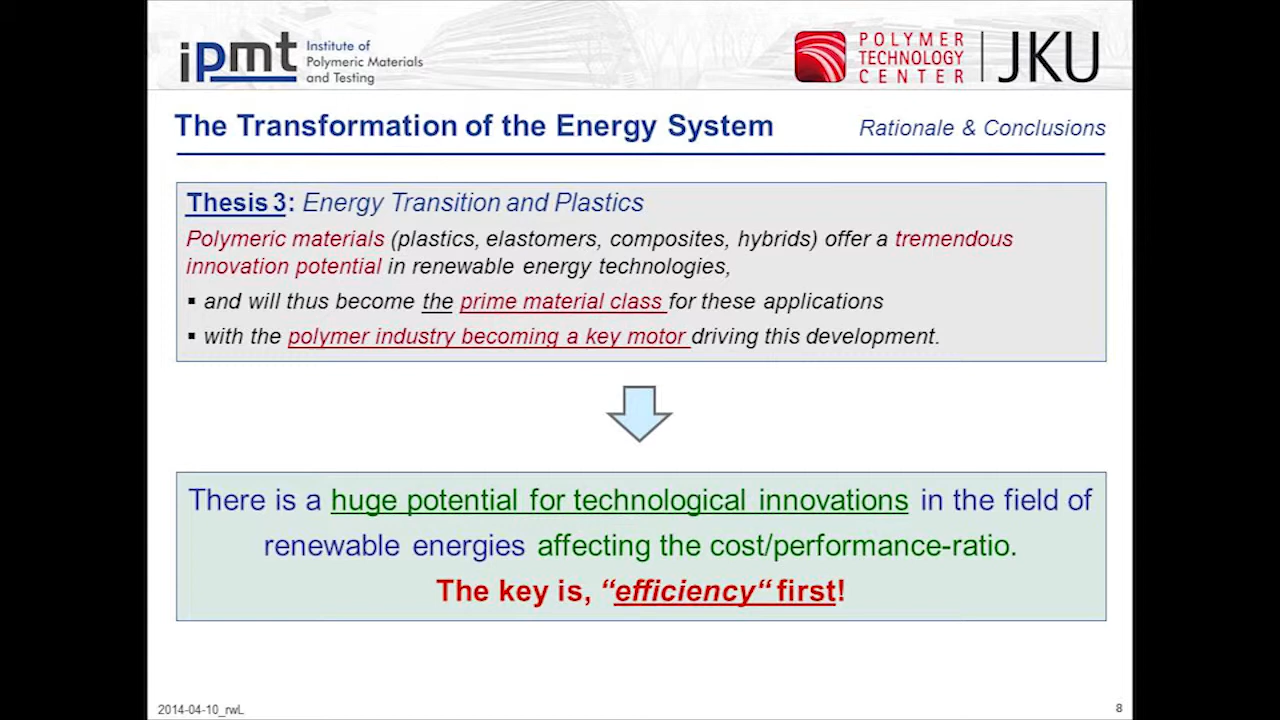 ipmt Institute of
Polymeric Materials
and Testing
POLYMER
TECHNOLOGY
CENTER
JKU
The Transformation of the Energy System
Rationale & Conclusions
Thesis 3: Energy Transition and Plastics
Polymeric materials (plastics, elastomers, composites, hybrids) offer a tremendous
innovation potential in renewable energy technologies,
▪ and will thus become the prime material class for these applications
▪ with the polymer industry becoming a key motor driving this development.
There is a huge potential for technological innovations in the field of
renewable energies affecting the cost/performance-ratio.
The key is, “efficiency“ first!
2014-04-10_rwL
8